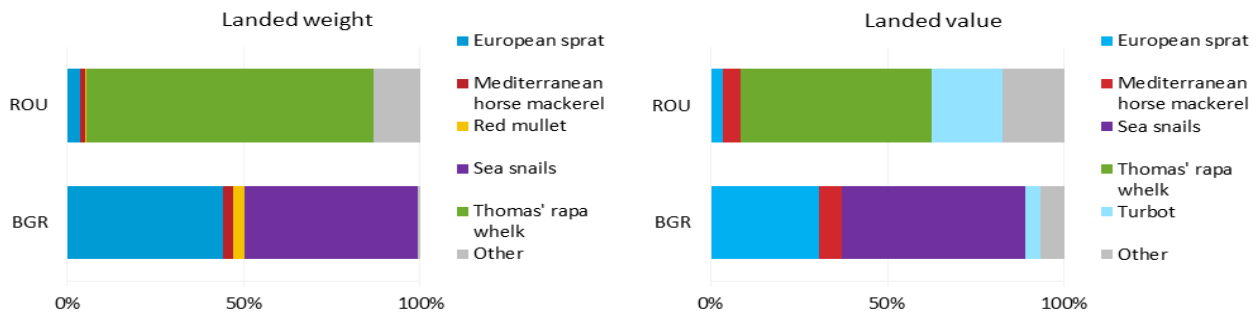 Landed weight
ROU
BGR
0%
50%
100%
European sprat
Mediterranean
horse mackerel
Red mullet
Sea snails
Thomas' rapa
whelk
Other
Landed value
ROU
BGR
0%
50%
100%
European sprat
Mediterranean
horse mackerel
Sea snails
Thomas' rapa
whelk
Turbot
Other